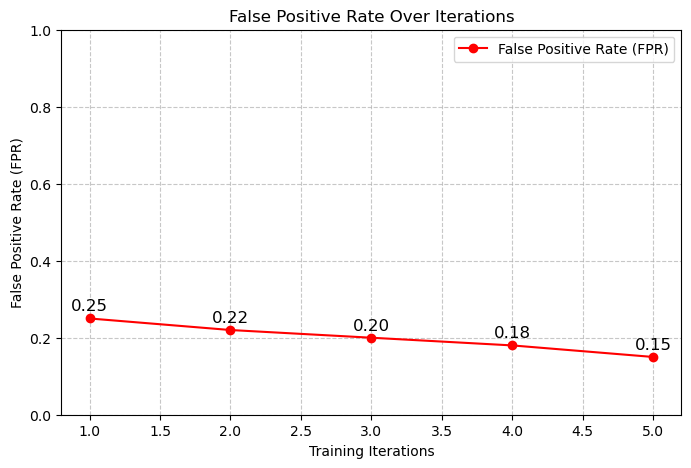 False Positive Rate Over Iterations
False Positive Rate (FPR)
1.0
0.8
0.6
0.4
0.2
0.0
False Positive Rate (FPR)
0.25
0.22
0.20
0.18
0.15
1.0 1.5 2.0 2.5 3.0 3.5 4.0 4.5 5.0
Training Iterations